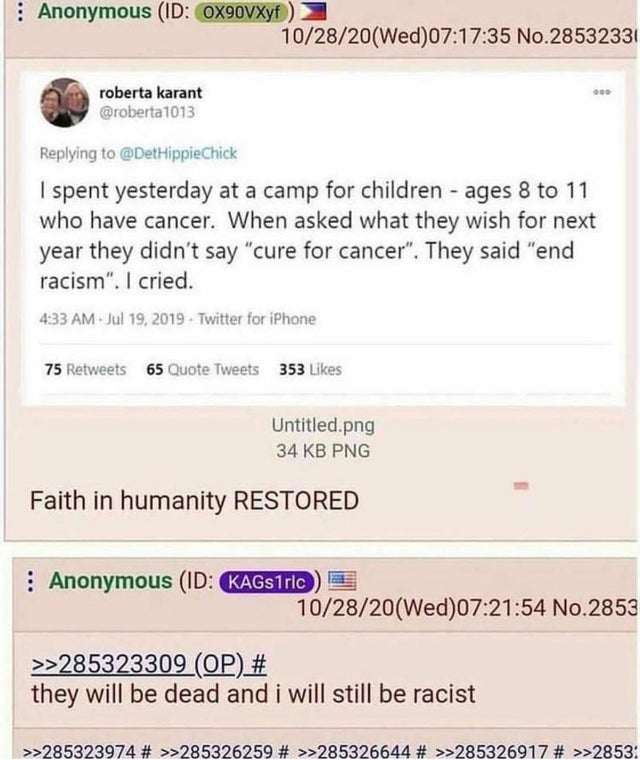 Anonymous (ID: OX90VXyf)
10/28/20(Wed)07:17:35 No.2853233
roberta karant
@roberta1013
Replying to @DetHippieChick
I spent yesterday at a camp for children - ages 8 to 11
who have cancer. When asked what they wish for next
year they didn't say "cure for cancer". They said "end
racism". I cried.
4:33 AM · Jul 19, 2019 · Twitter for iPhone
75 Retweets 65 Quote Tweets 353 Likes
Untitled.png
34 KB PNG
Faith in humanity RESTORED
Anonymous (ID: KAGs1rlc)
10/28/20(Wed)07:21:54 No.2853
>>285323309 (OP) #
they will be dead and i will still be racist
>>285323974 # >>285326259 # >>285326644 # >>285326917 # >>2853